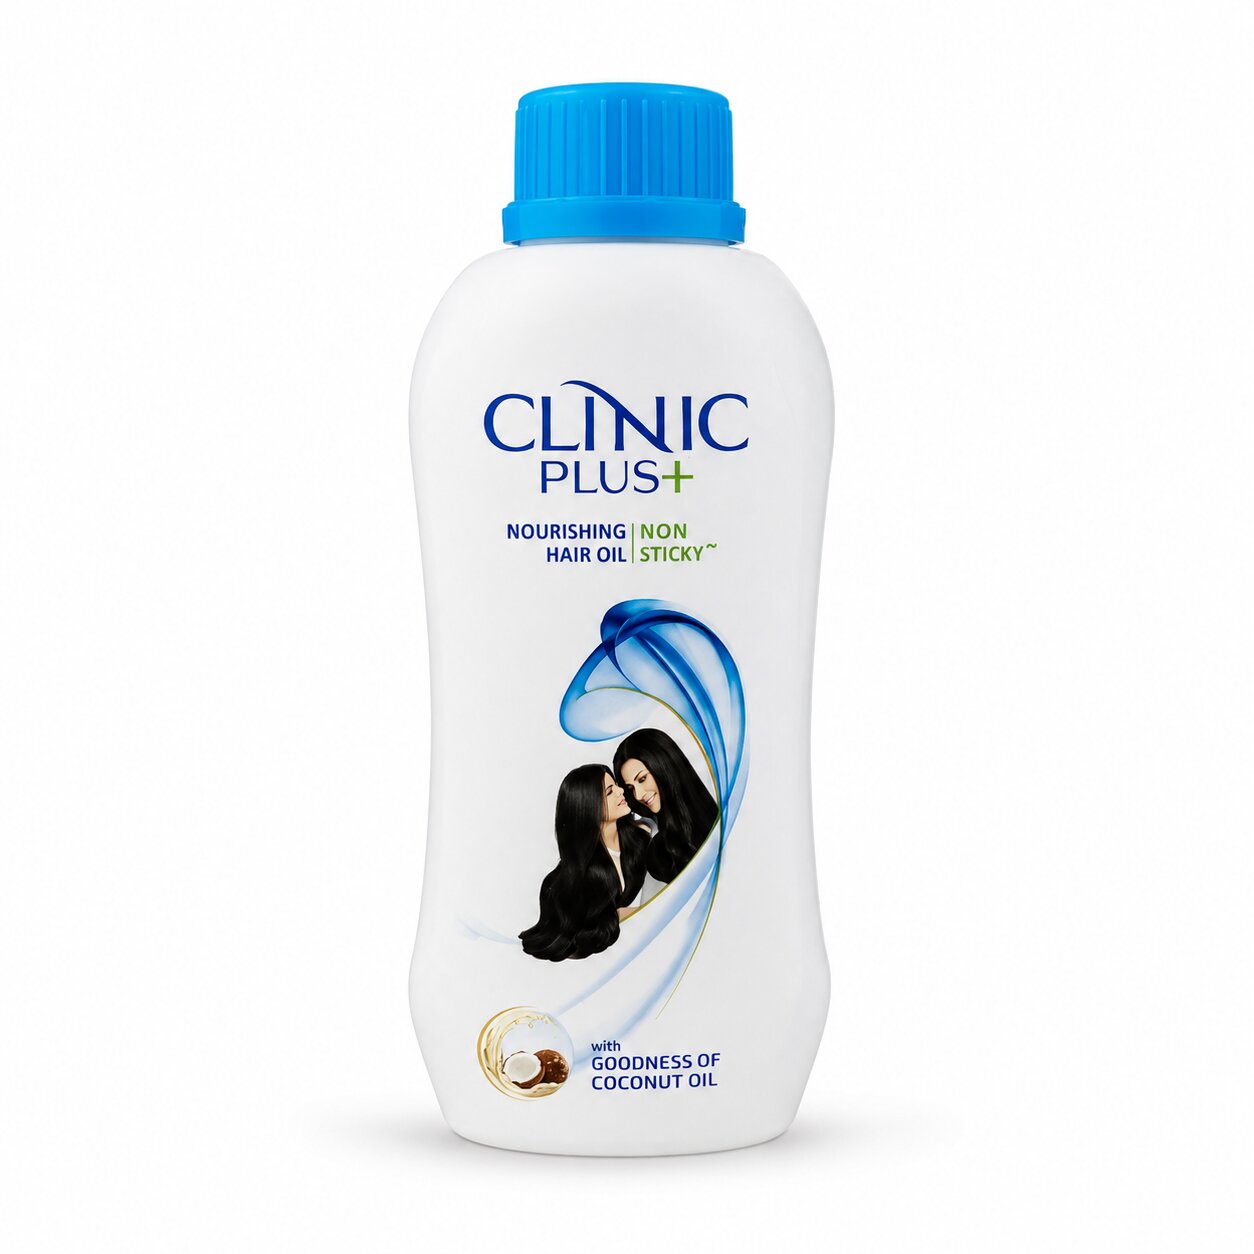 CLINIC
PLUS+
NOURISHING
HAIR OIL
NON
STICKY~
with
GOODNESS OF
COCONUT OIL